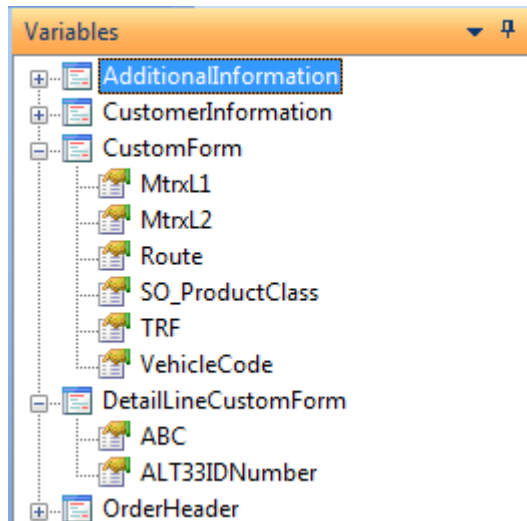 Variables
AdditionalInformation
CustomerInformation
CustomForm
MtrxL1
MtrxL2
Route
SO_ProductClass
TRF
VehicleCode
DetailLineCustomForm
ABC
ALT33IDNumber
OrderHeader